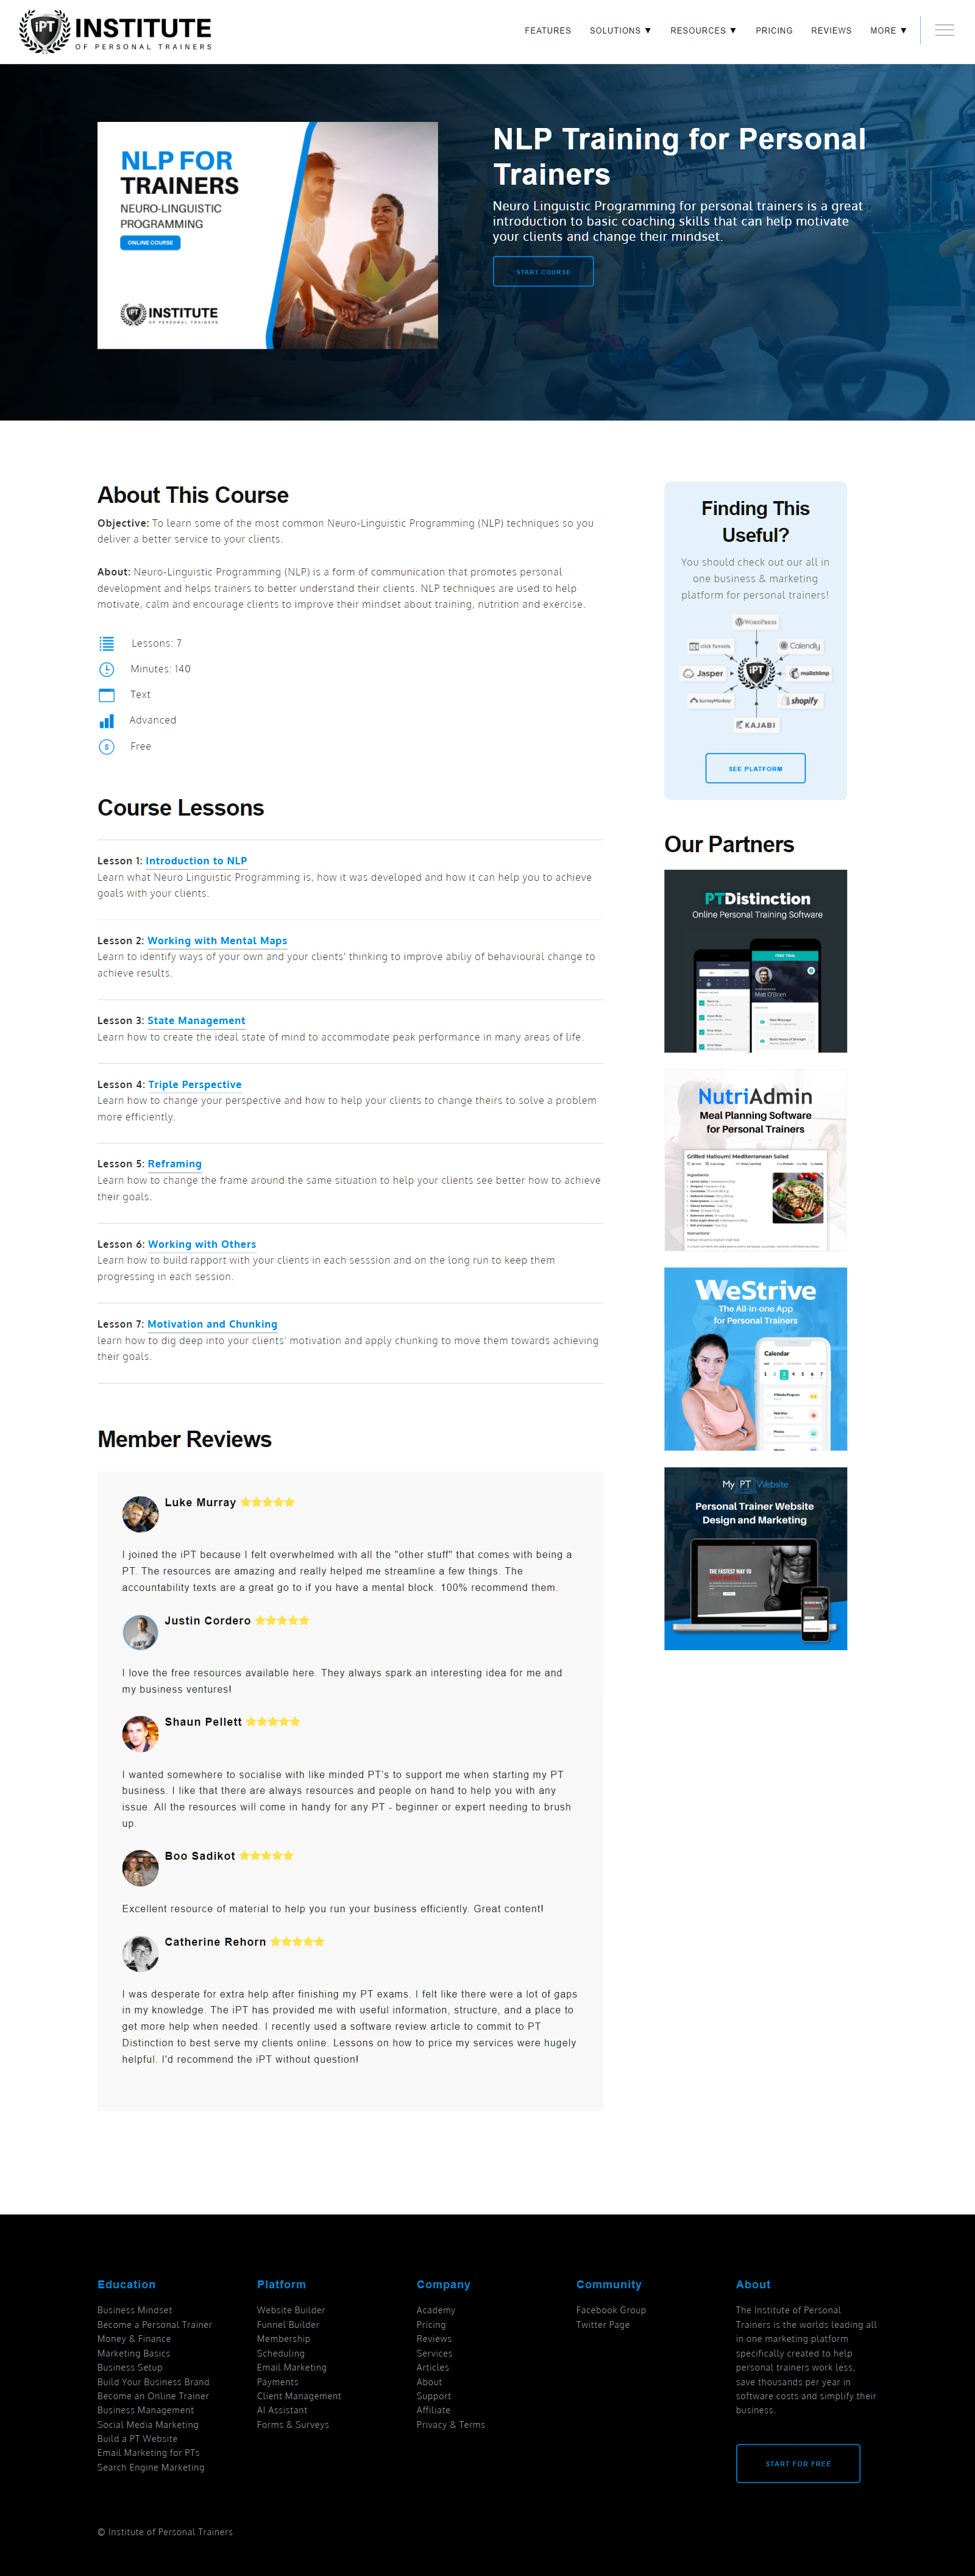 iPT INSTITUTE
OF PERSONAL TRAINERS
FEATURES SOLUTIONS ▼ RESOURCES ▼ PRICING REVIEWS MORE ▼
NLP FOR
TRAINERS
NEURO-LINGUISTIC
PROGRAMMING
ONLINE COURSE
INSTITUTE
OF PERSONAL TRAINERS
NLP Training for Personal
Trainers
Neuro Linguistic Programming for personal trainers is a great
introduction to basic coaching skills that can help motivate
your clients and change their mindset.
START COURSE
About This Course
Objective: To learn some of the most common Neuro-Linguistic Programming (NLP) techniques so you
deliver a better service to your clients.
About: Neuro-Linguistic Programming (NLP) is a form of communication that promotes personal
development and helps trainers to better understand their clients. NLP techniques are used to help
motivate, calm and encourage clients to improve their mindset about training, nutrition and exercise.
Lessons: 7
Minutes: 140
Text
Advanced
$ Free
Course Lessons
Lesson 1: Introduction to NLP
Learn what Neuro Linguistic Programming is, how it was developed and how it can help you to achieve
goals with your clients.
Lesson 2: Working with Mental Maps
Learn to identify ways of your own and your clients' thinking to improve abiliy of behavioural change to
achieve results.
Lesson 3: State Management
Learn how to create the ideal state of mind to accommodate peak performance in many areas of life.
Lesson 4: Triple Perspective
Learn how to change your perspective and how to help your clients to change theirs to solve a problem
more efficiently.
Lesson 5: Reframing
Learn how to change the frame around the same situation to help your clients see better how to achieve
their goals.
Lesson 6: Working with Others
Learn how to build rapport with your clients in each sesssion and on the long run to keep them
progressing in each session.
Lesson 7: Motivation and Chunking
learn how to dig deep into your clients' motivation and apply chunking to move them towards achieving
their goals.
Member Reviews
Luke Murray
I joined the iPT because I felt overwhelmed with all the "other stuff" that comes with being a
PT. The resources are amazing and really helped me streamline a few things. The
accountability texts are a great go to if you have a mental block. 100% recommend them.
Justin Cordero
I love the free resources available here. They always spark an interesting idea for me and
my business ventures!
Shaun Pellett
I wanted somewhere to socialise with like minded PT's to support me when starting my PT
business. I like that there are always resources and people on hand to help you with any
issue. All the resources will come in handy for any PT - beginner or expert needing to brush
up.
Boo Sadikot
Excellent resource of material to help you run your business efficiently. Great content!
Catherine Rehorn
I was desperate for extra help after finishing my PT exams. I felt like there were a lot of gaps
in my knowledge. The iPT has provided me with useful information, structure, and a place to
get more help when needed. I recently used a software review article to commit to PT
Distinction to best serve my clients online. Lessons on how to price my services were hugely
helpful. I'd recommend the iPT without question!
Finding This
Useful?
You should check out our all in
one business & marketing
platform for personal trainers!
WORDPRESS
click funnels
Calendly
Jasper
iPT
mailchimp
SurveyMonkey
shopify
KAJABI
SEE PLATFORM
Our Partners
PTDistinction
Online Personal Training Software
FREE TRIAL
Matt O'Brien
NutriAdmin
Meal Planning Software
for Personal Trainers
Grilled Halloumi Mediterranean Salad
Ingredients
Instructions
WeStrive
The All-in-one App
for Personal Trainers
Calendar
1 2 3 4 5 6 7
My PT Website
Personal Trainer Website
Design and Marketing
THE FASTEST WAY TO
Education
Business Mindset
Become a Personal Trainer
Money & Finance
Marketing Basics
Business Setup
Build Your Business Brand
Become an Online Trainer
Business Management
Social Media Marketing
Build a PT Website
Email Marketing for PTs
Search Engine Marketing
Platform
Website Builder
Funnel Builder
Membership
Scheduling
Email Marketing
Payments
Client Management
AI Assistant
Forms & Surveys
Company
Academy
Pricing
Reviews
Services
Articles
About
Support
Affiliate
Privacy & Terms
Community
Facebook Group
Twitter Page
About
The Institute of Personal
Trainers is the worlds leading all
in one marketing platform
specifically created to help
personal trainers work less,
save thousands per year in
software costs and simplify their
business.
START FOR FREE
© Institute of Personal Trainers